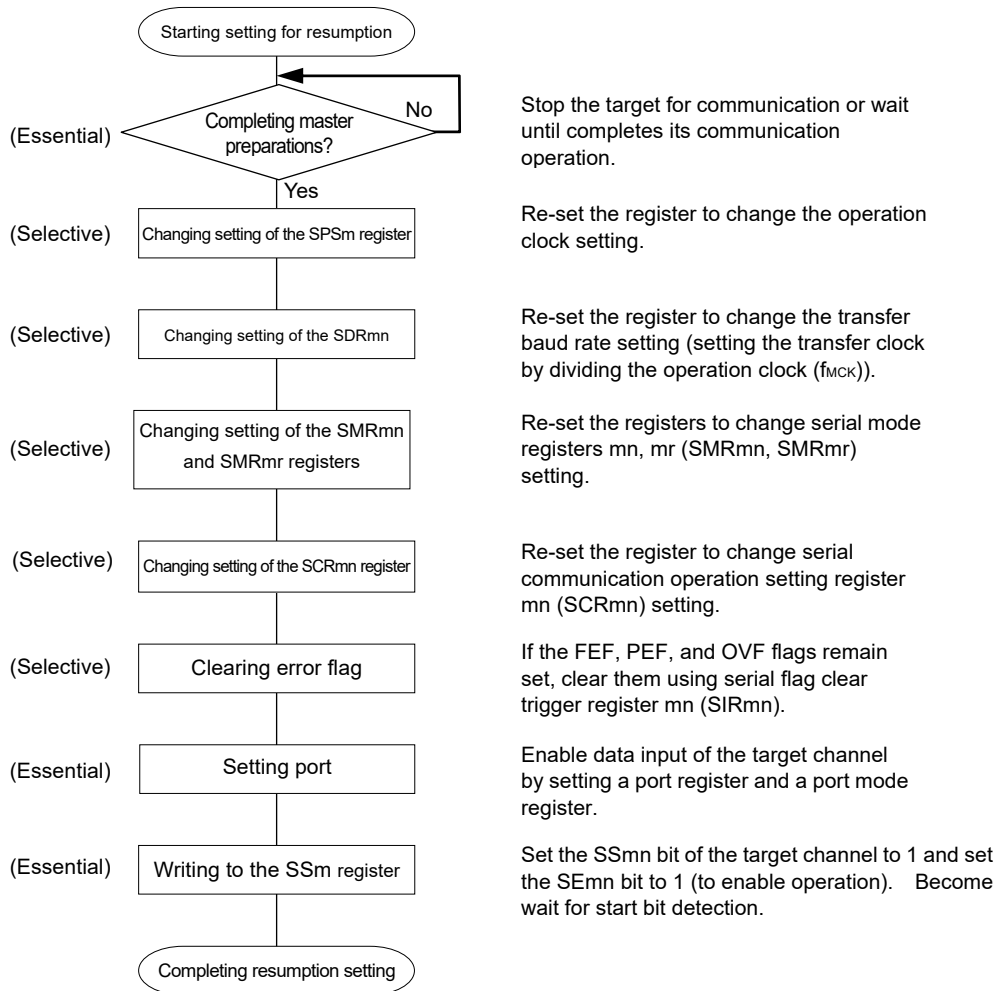 Starting setting for resumption
No
(Essential)
Completing master
preparations?
Stop the target for communication or wait
until completes its communication
operation.
Yes
(Selective)
Changing setting of the SPSm register
Re-set the register to change the operation
clock setting.
(Selective)
Changing setting of the SDRmn
Re-set the register to change the transfer
baud rate setting (setting the transfer clock
by dividing the operation clock (fMCK)).
(Selective)
Changing setting of the SMRmn
and SMRmr registers
Re-set the registers to change serial mode
registers mn, mr (SMRmn, SMRmr)
setting.
(Selective)
Changing setting of the SCRmn register
Re-set the register to change serial
communication operation setting register
mn (SCRmn) setting.
(Selective)
Clearing error flag
If the FEF, PEF, and OVF flags remain
set, clear them using serial flag clear
trigger register mn (SIRmn).
(Essential)
Setting port
Enable data input of the target channel
by setting a port register and a port mode
register.
(Essential)
Writing to the SSm register
Set the SSmn bit of the target channel to 1 and set
the SEmn bit to 1 (to enable operation). Become
wait for start bit detection.
Completing resumption setting